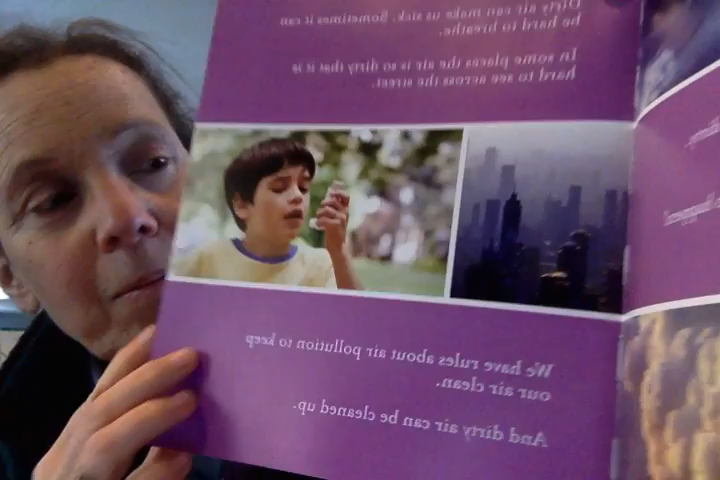 Dirty air can make us sick. Sometimes it can
be hard to breathe.
In some places the air is so dirty that it is
hard to see across the street.
We have rules about air pollution to keep
our air clean.
And dirty air can be cleaned up.